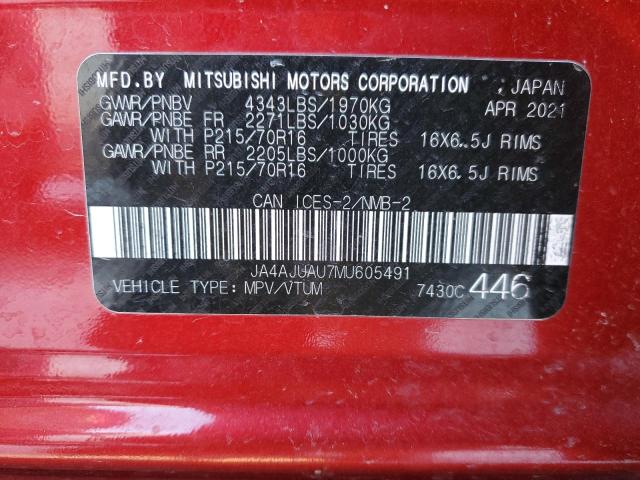 MFD.BY MITSUBISHI MOTORS CORPORATION , JAPAN
GVWR/PNBV 4343LBS/1970KG APR 2021
GAWR/PNBE FR 2271LBS/1030KG
WITH P215/70R16 TIRES 16X6.5J RIMS
GAWR/PNBE RR 2205LBS/1000KG
WITH P215/70R16 TIRES 16X6.5J RIMS
CAN ICES-2/NMB-2
JA4AJUAU7MU605491
VEHICLE TYPE: MPV/VTUM 7430C 446